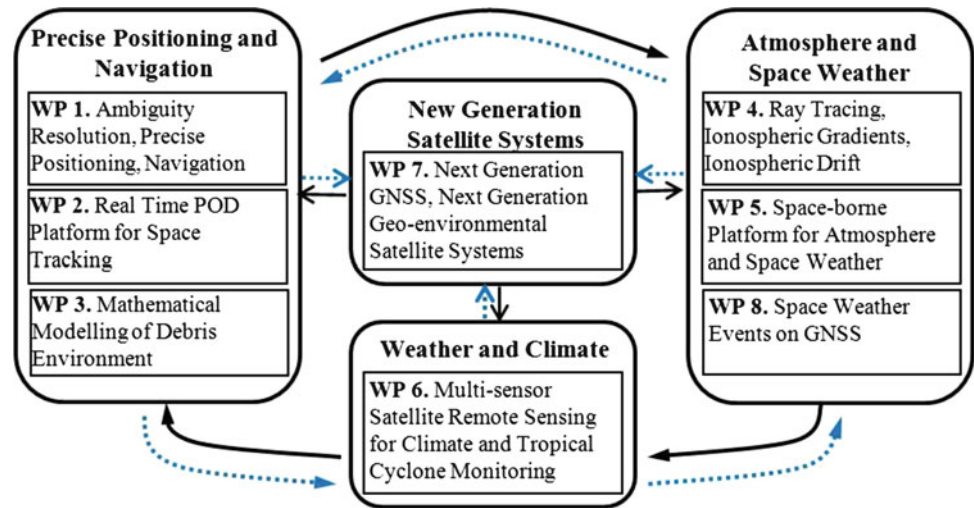 Precise Positioning and
Navigation
WP 1. Ambiguity
Resolution, Precise
Positioning, Navigation
WP 2. Real Time POD
Platform for Space
Tracking
WP 3. Mathematical
Modelling of Debris
Environment
New Generation
Satellite Systems
WP 7. Next Generation
GNSS, Next Generation
Geo-environmental
Satellite Systems
Weather and Climate
WP 6. Multi-sensor
Satellite Remote Sensing
for Climate and Tropical
Cyclone Monitoring
Atmosphere and
Space Weather
WP 4. Ray Tracing,
Ionospheric Gradients,
Ionospheric Drift
WP 5. Space-borne
Platform for Atmosphere
and Space Weather
WP 8. Space Weather
Events on GNSS